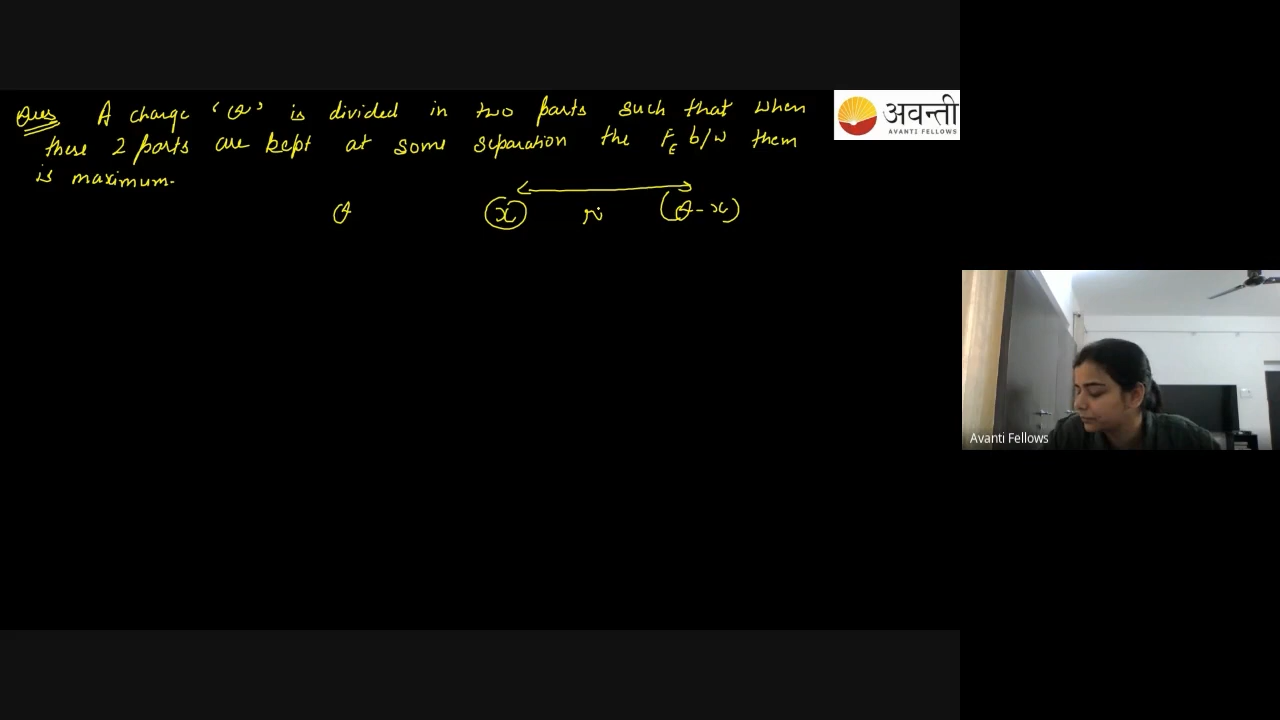 Ques A charge 'Q' is divided in two parts such that when
these 2 parts are kept at some separation the F_E b/w them
is maximum.
Q x r (Q-x)
अवन्ती
AVANTI FELLOWS
Avanti Fellows